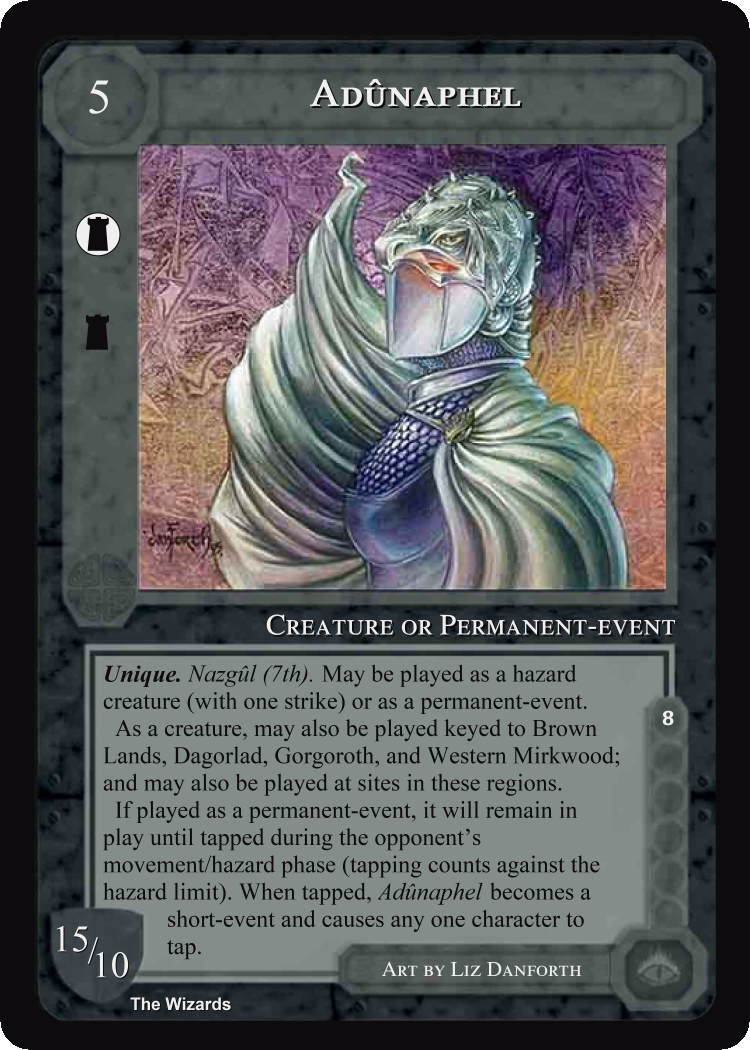 5
ADÛNAPHEL
DANFORTH 95
CREATURE OR PERMANENT-EVENT
Unique. Nazgûl (7th). May be played as a hazard
creature (with one strike) or as a permanent-event.
As a creature, may also be played keyed to Brown
Lands, Dagorlad, Gorgoroth, and Western Mirkwood;
and may also be played at sites in these regions.
If played as a permanent-event, it will remain in
play until tapped during the opponent's
movement/hazard phase (tapping counts against the
hazard limit). When tapped, Adûnaphel becomes a
short-event and causes any one character to
tap.
8
15/10
ART BY LIZ DANFORTH
The Wizards